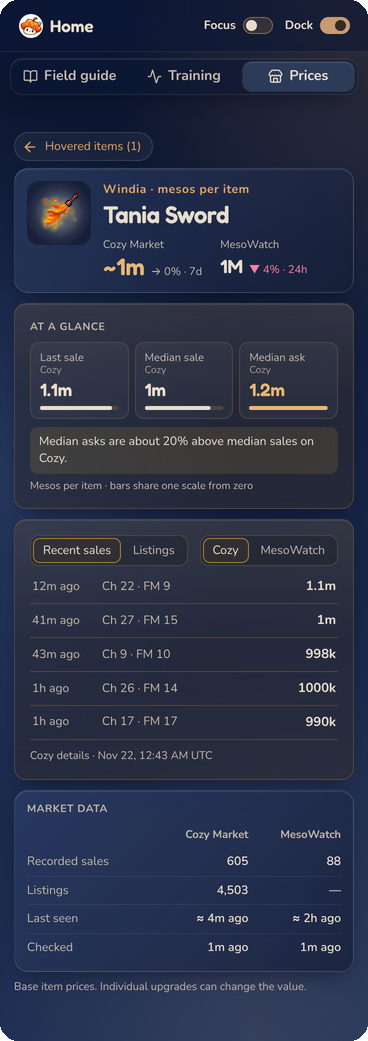 Home
Focus
Dock
Field guide
Training
Prices
← Hovered items (1)
Windia · mesos per item
Tania Sword
Cozy Market
MesoWatch
~1m → 0% · 7d
1M ▼ 4% · 24h
AT A GLANCE
Last sale
Cozy
1.1m
Median sale
Cozy
1m
Median ask
Cozy
1.2m
Median asks are about 20% above median sales on
Cozy.
Mesos per item · bars share one scale from zero
Recent sales
Listings
Cozy
MesoWatch
12m ago Ch 22 · FM 9 1.1m
41m ago Ch 27 · FM 15 1m
43m ago Ch 9 · FM 10 998k
1h ago Ch 26 · FM 14 1000k
1h ago Ch 17 · FM 17 990k
Cozy details · Nov 22, 12:43 AM UTC
MARKET DATA
Cozy Market MesoWatch
Recorded sales 605 88
Listings 4,503 —
Last seen ≈ 4m ago ≈ 2h ago
Checked 1m ago 1m ago
Base item prices. Individual upgrades can change the value.